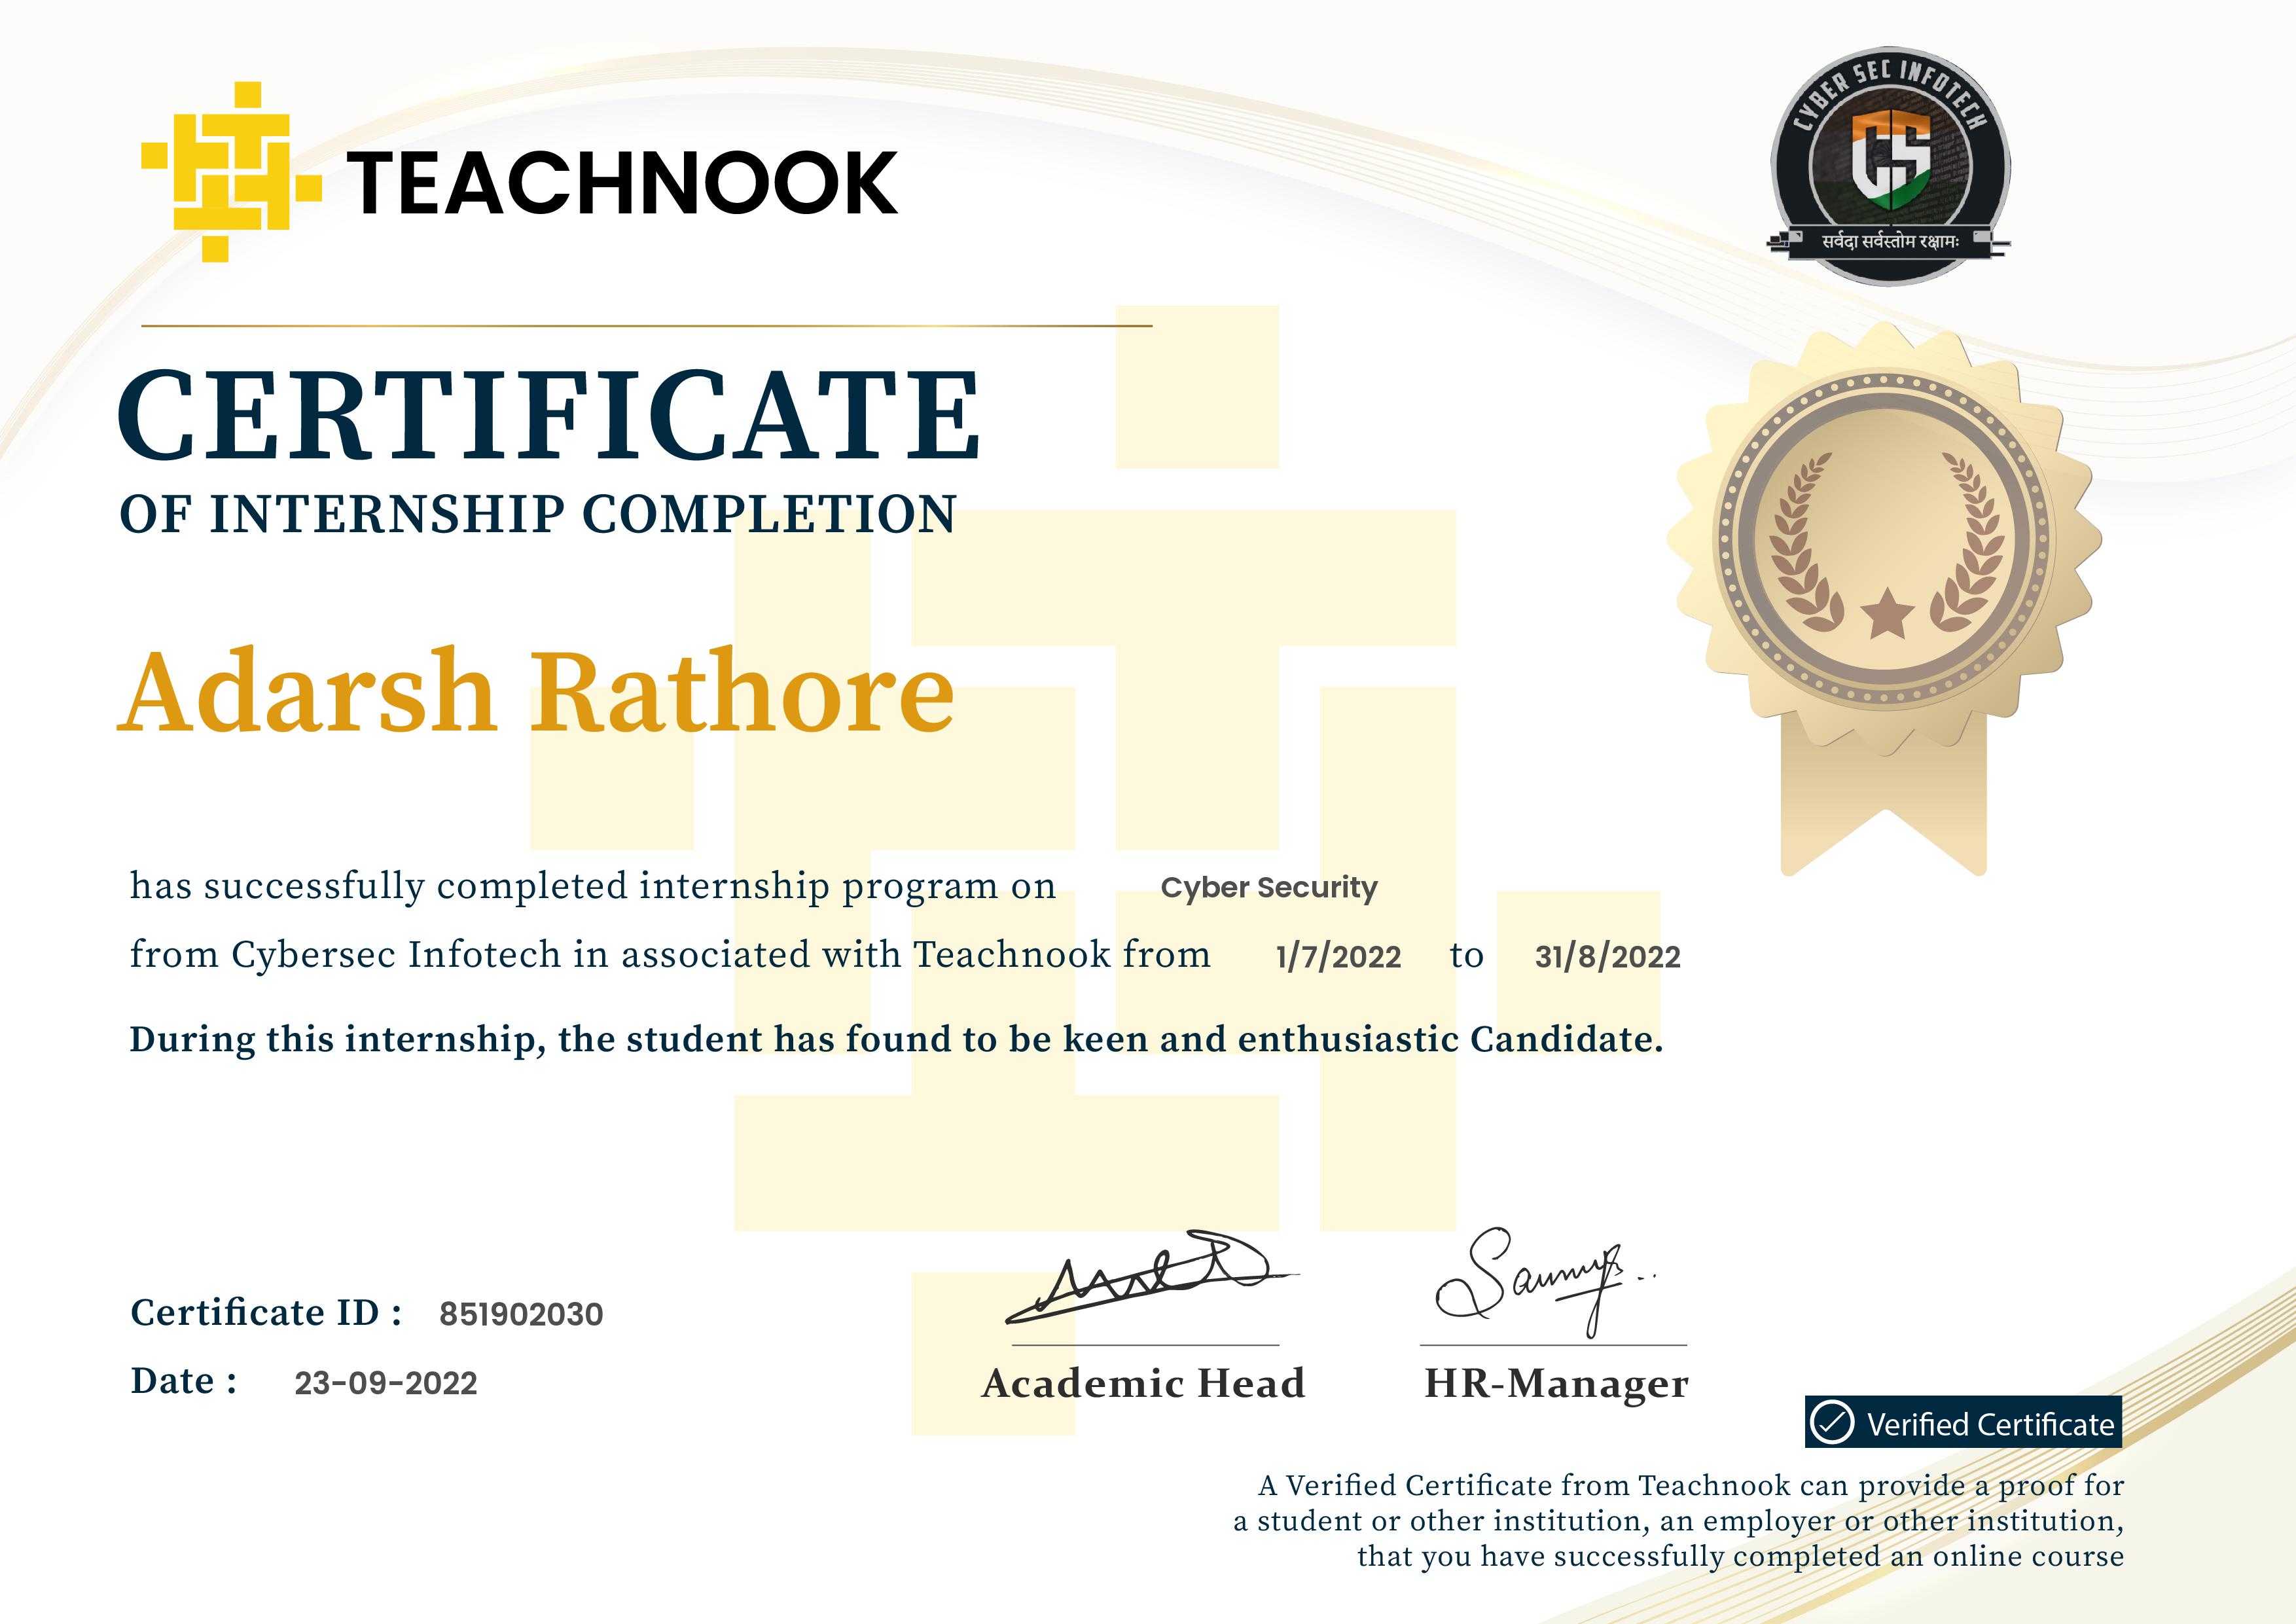 TEACHNOOK
CYBER SEC INFOTECH
CS
सर्वदा सर्वस्तोम रक्षामः
CERTIFICATE
OF INTERNSHIP COMPLETION
Adarsh Rathore
has successfully completed internship program on Cyber Security
from Cybersec Infotech in associated with Teachnook from 1/7/2022 to 31/8/2022
During this internship, the student has found to be keen and enthusiastic Candidate.
Certificate ID : 851902030
Date : 23-09-2022
Academic Head
HR-Manager
Verified Certificate
A Verified Certificate from Teachnook can provide a proof for
a student or other institution, an employer or other institution,
that you have successfully completed an online course